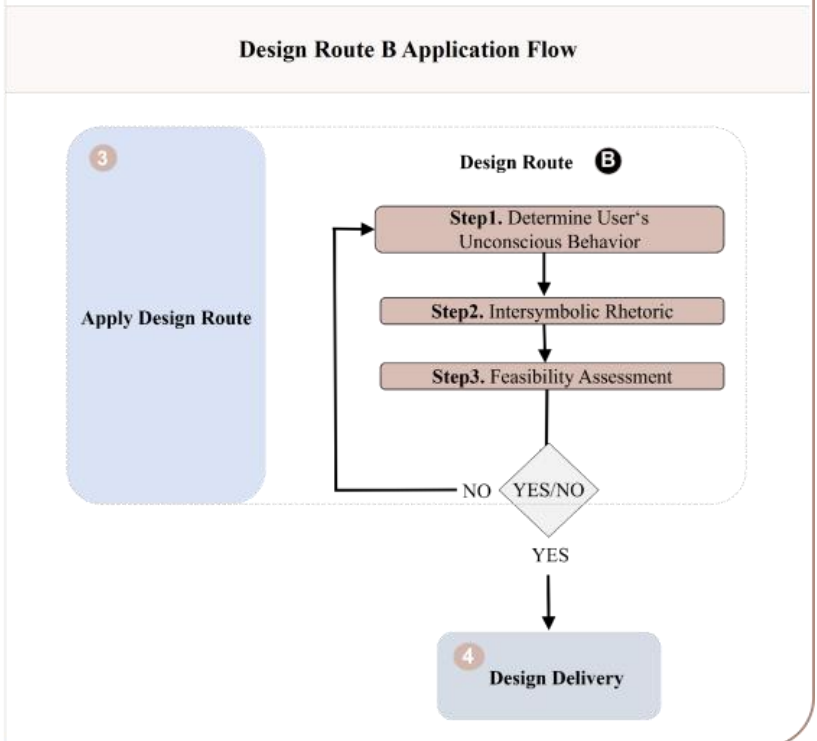 Design Route B Application Flow
3
Design Route B
Step1. Determine User‘s
Unconscious Behavior
Apply Design Route
Step2. Intersymbolic Rhetoric
Step3. Feasibility Assessment
NO YES/NO
YES
4
Design Delivery